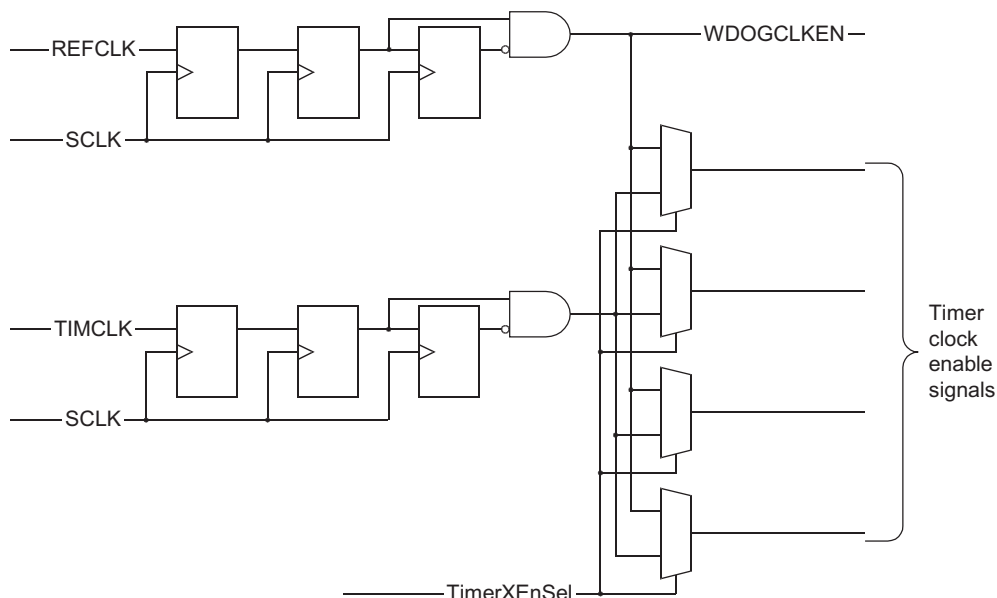 REFCLK
WDOGCLKEN
SCLK
TIMCLK
Timer
clock
enable
signals
SCLK
TimerXEnSel